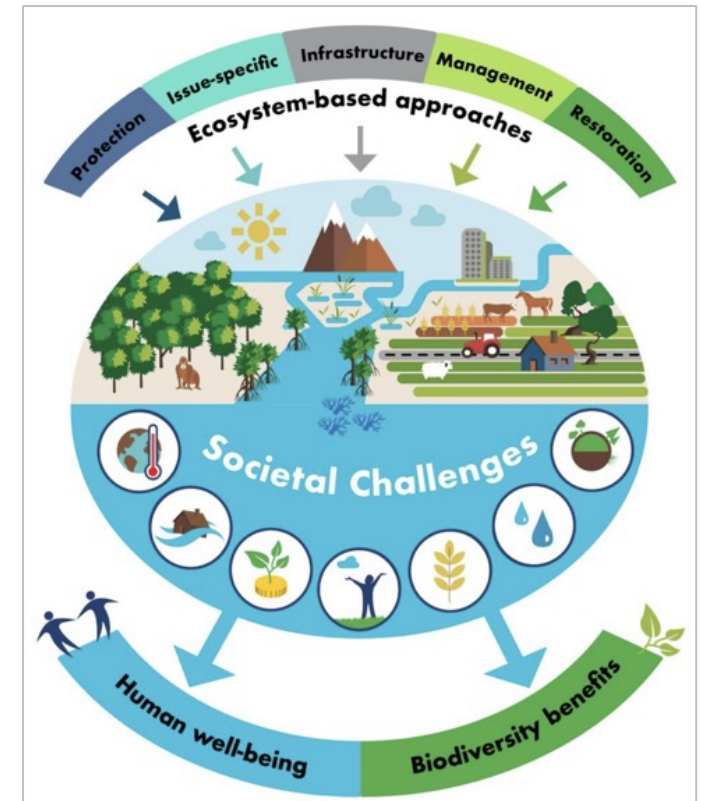 Protection
Issue-specific
Infrastructure
Management
Restoration
Ecosystem-based approaches
Societal Challenges
Human well-being
Biodiversity benefits